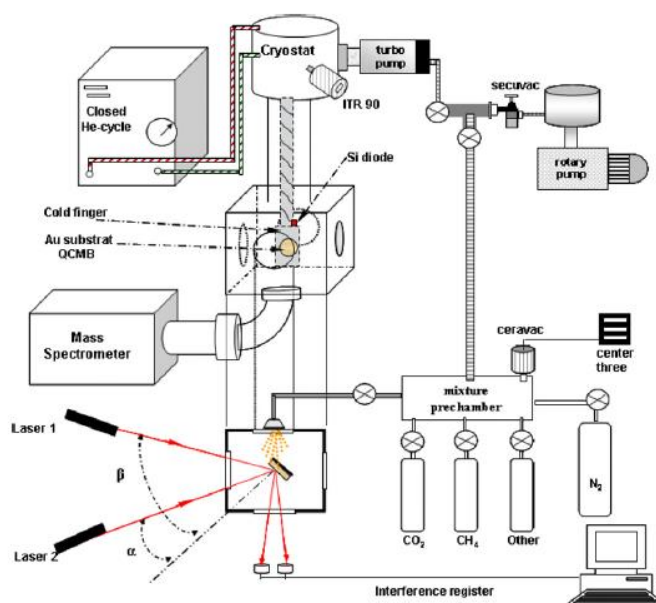 Cryostat
turbo
pump
secuvac
Closed
He-cycle
ITR 90
rotary
pump
Si diode
Cold finger
Au substrat
QCMB
Mass
Spectrometer
ceravac
center
three
mixture
prechamber
Laser 1
β
N₂
Laser 2
α
CO₂
CH₄
Other
Interference register